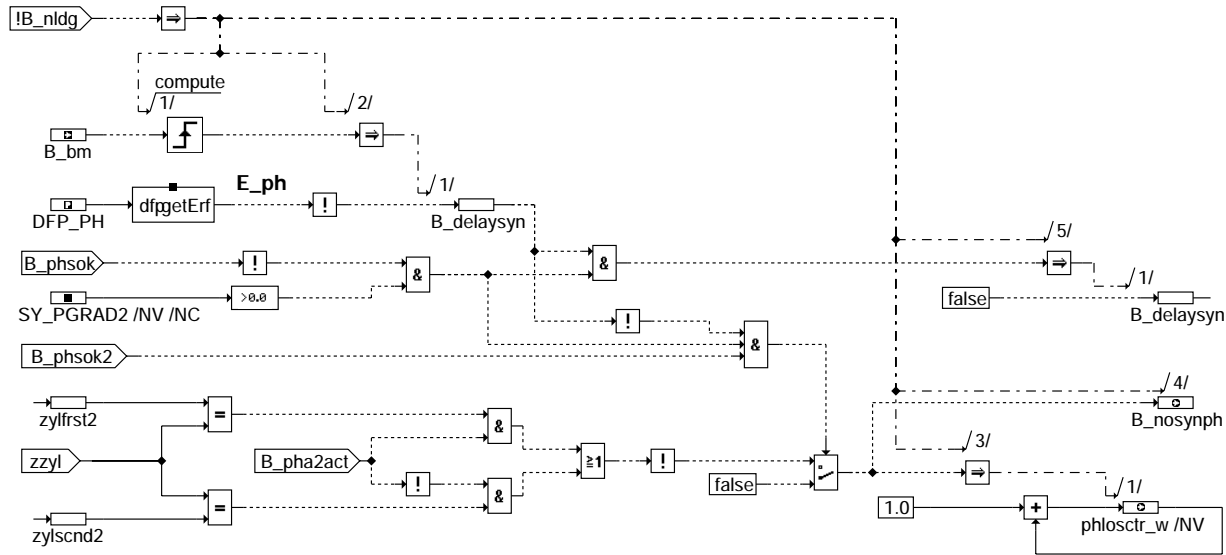 !B_nldg
compute
/1/
/2/
B_bm
/1/
E_ph
DFP_PH
dfpgetErf
!
B_delaysyn
/5/
B_phsok
!
&
&
/1/
>0.0
false
SY_PGRAD2 /NV /NC
B_delaysyn
!
&
B_phsok2
/4/
zylfrst2
=
&
B_nosynph
/3/
zzyl
B_pha2act
≥1
!
!
&
false
/1/
=
1.0
+
zylscnd2
phlosctr_w /NV